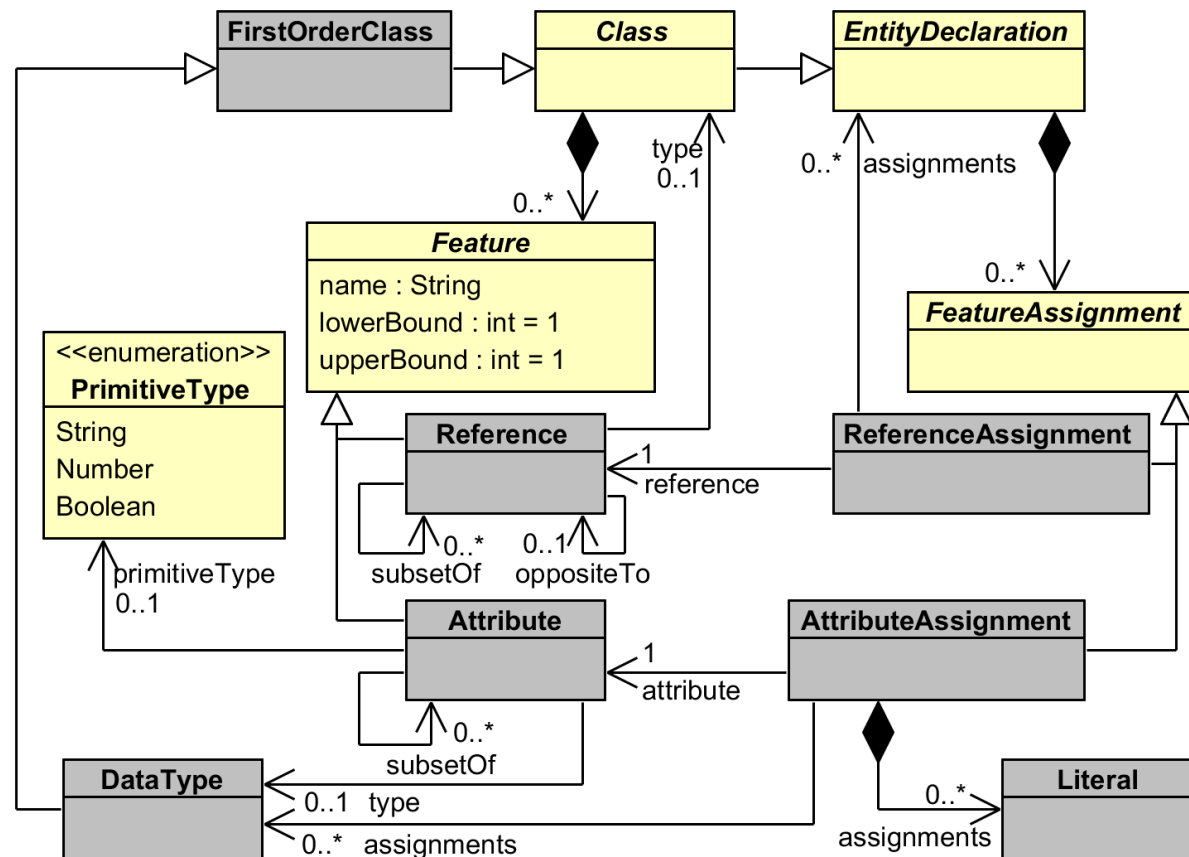 FirstOrderClass
Class
EntityDeclaration
type
0..1
0..* assignments
0..*
Feature
name : String
lowerBound : int = 1
upperBound : int = 1
0..*
FeatureAssignment
<<enumeration>>
PrimitiveType
String
Number
Boolean
Reference
ReferenceAssignment
1
reference
0..*
subsetOf
0..1
oppositeTo
primitiveType
0..1
Attribute
AttributeAssignment
1
attribute
0..*
subsetOf
DataType
0..1 type
0..* assignments
Literal
0..*
assignments